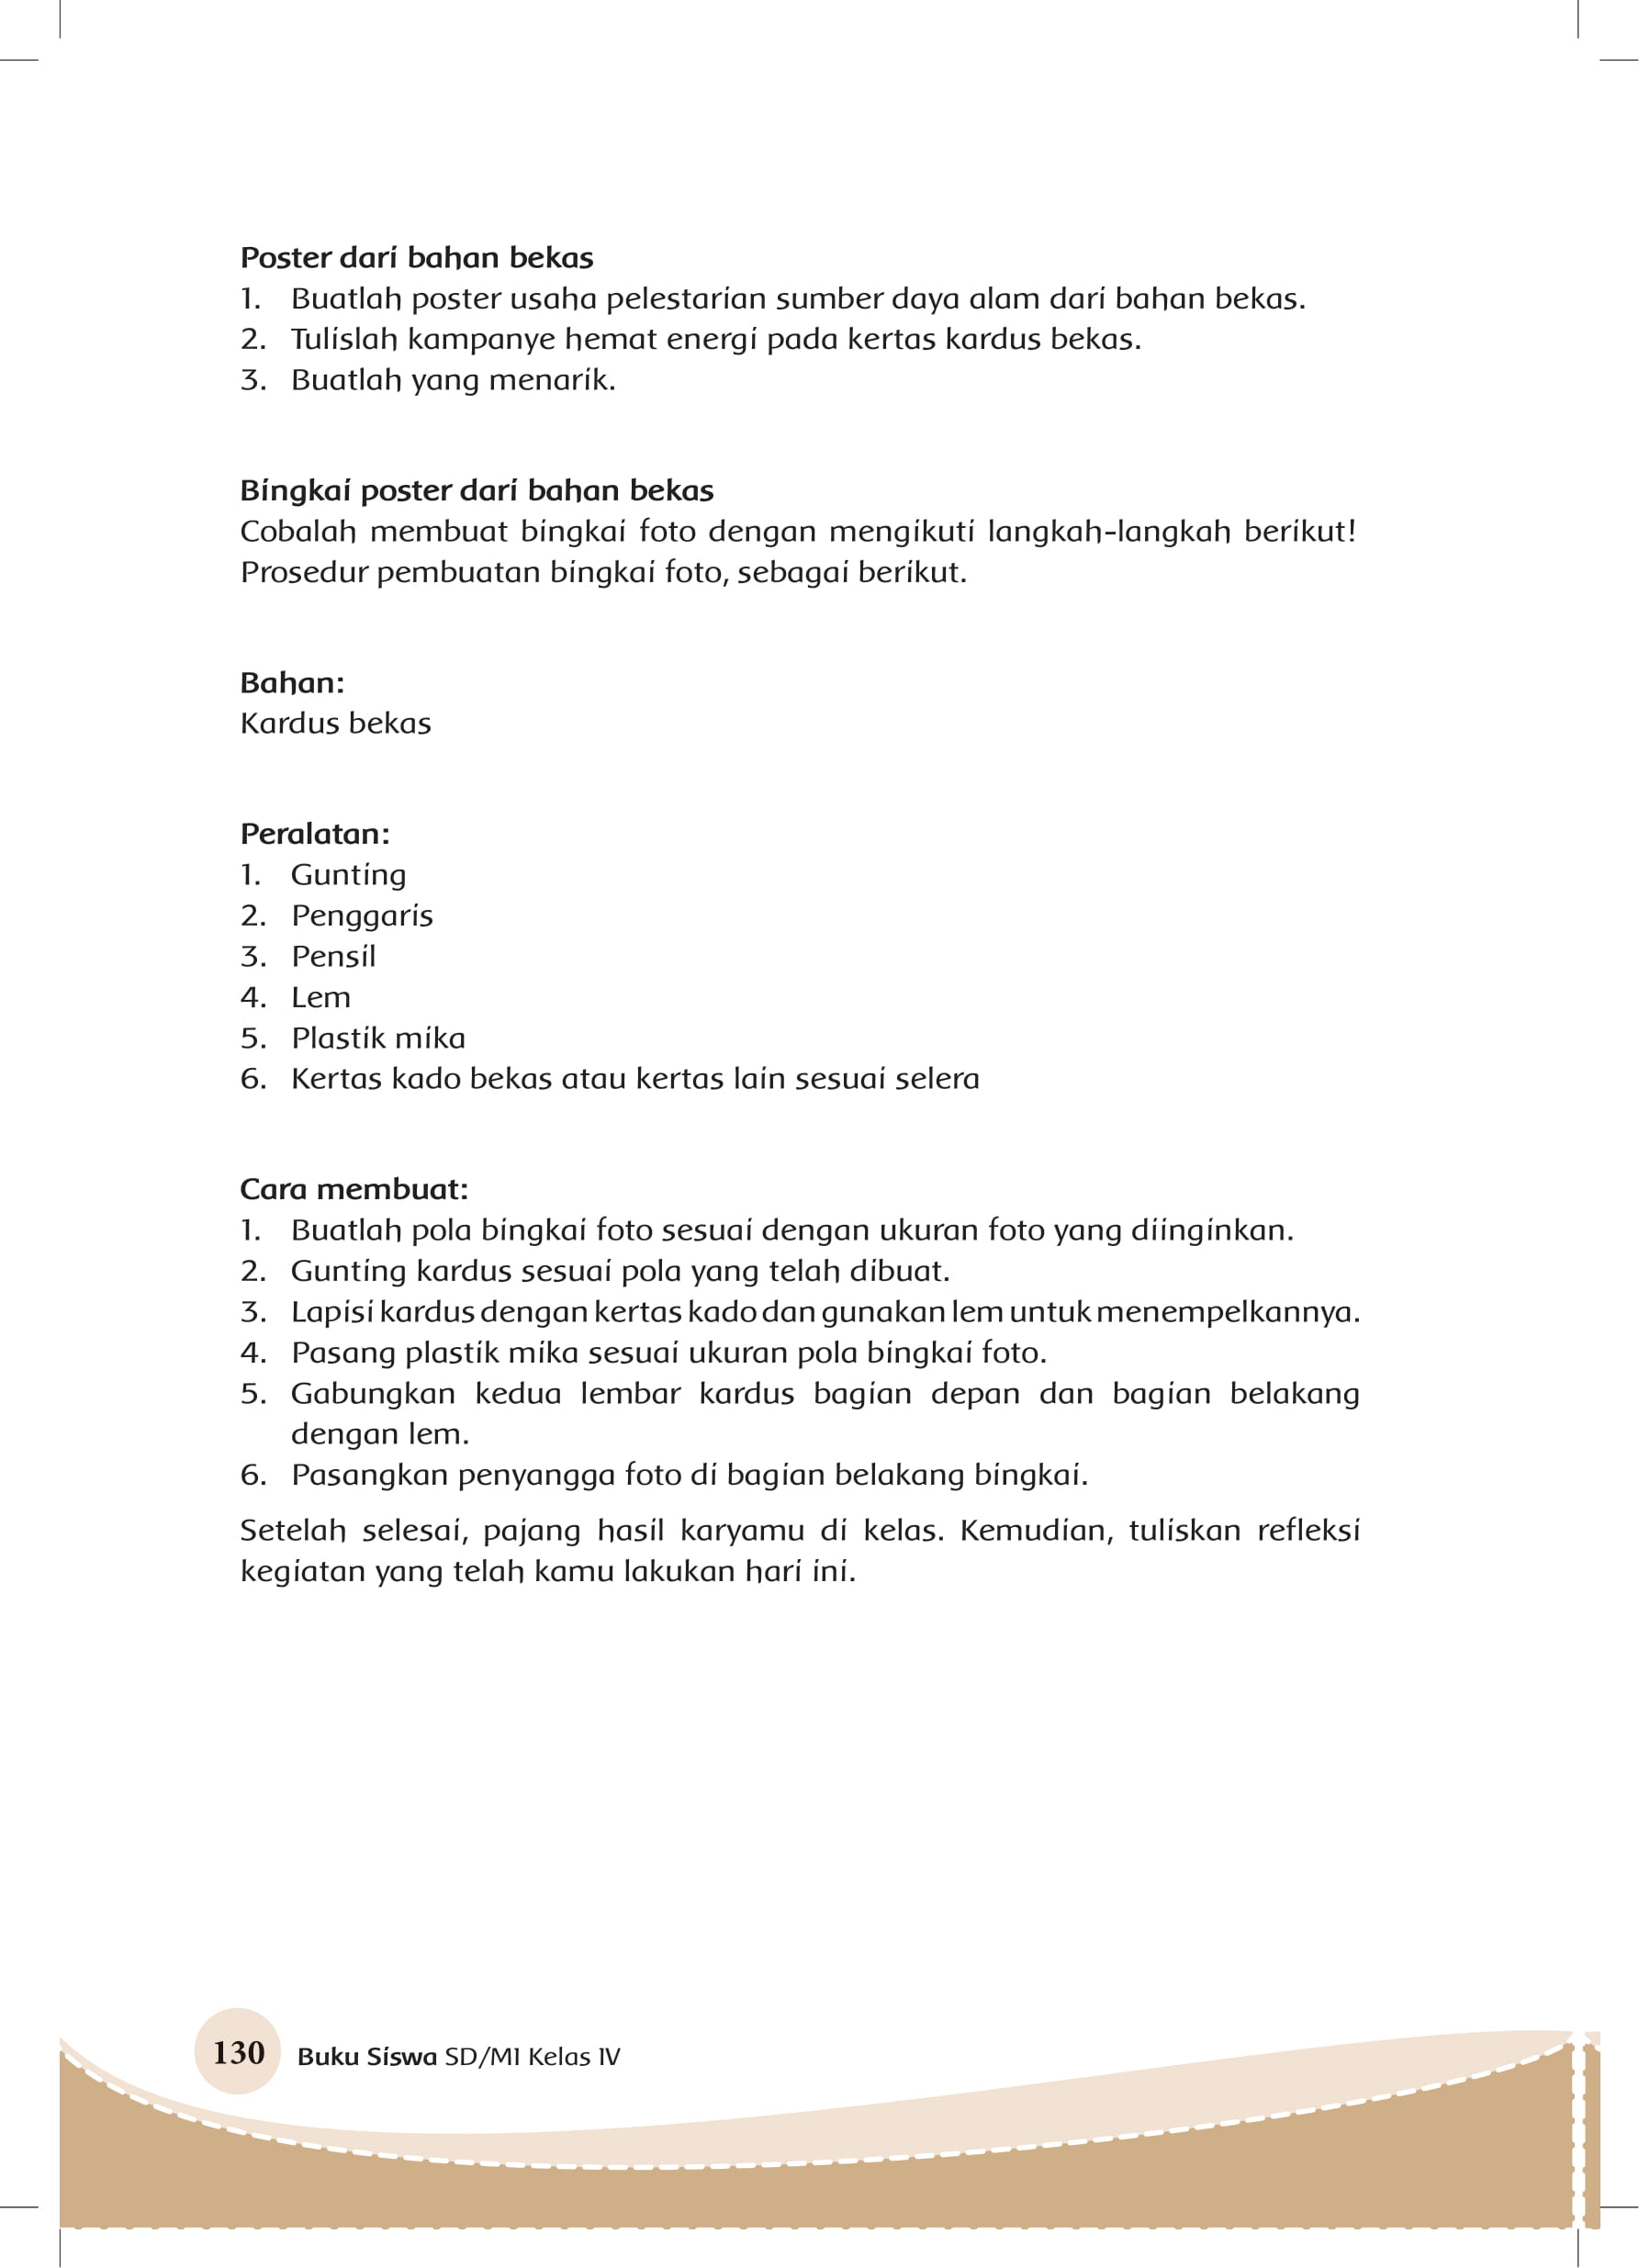 Poster dari bahan bekas
1. Buatlah poster usaha pelestarian sumber daya alam dari bahan bekas.
2. Tulislah kampanye hemat energi pada kertas kardus bekas.
3. Buatlah yang menarik.
Bingkai poster dari bahan bekas
Cobalah membuat bingkai foto dengan mengikuti langkah-langkah berikut!
Prosedur pembuatan bingkai foto, sebagai berikut.
Bahan:
Kardus bekas
Peralatan:
1. Gunting
2. Penggaris
3. Pensil
4. Lem
5. Plastik mika
6. Kertas kado bekas atau kertas lain sesuai selera
Cara membuat:
1. Buatlah pola bingkai foto sesuai dengan ukuran foto yang diinginkan.
2. Gunting kardus sesuai pola yang telah dibuat.
3. Lapisi kardus dengan kertas kado dan gunakan lem untuk menempelkannya.
4. Pasang plastik mika sesuai ukuran pola bingkai foto.
5. Gabungkan kedua lembar kardus bagian depan dan bagian belakang
dengan lem.
6. Pasangkan penyangga foto di bagian belakang bingkai.
Setelah selesai, pajang hasil karyamu di kelas. Kemudian, tuliskan refleksi
kegiatan yang telah kamu lakukan hari ini.
130 Buku Siswa SD/MI Kelas IV